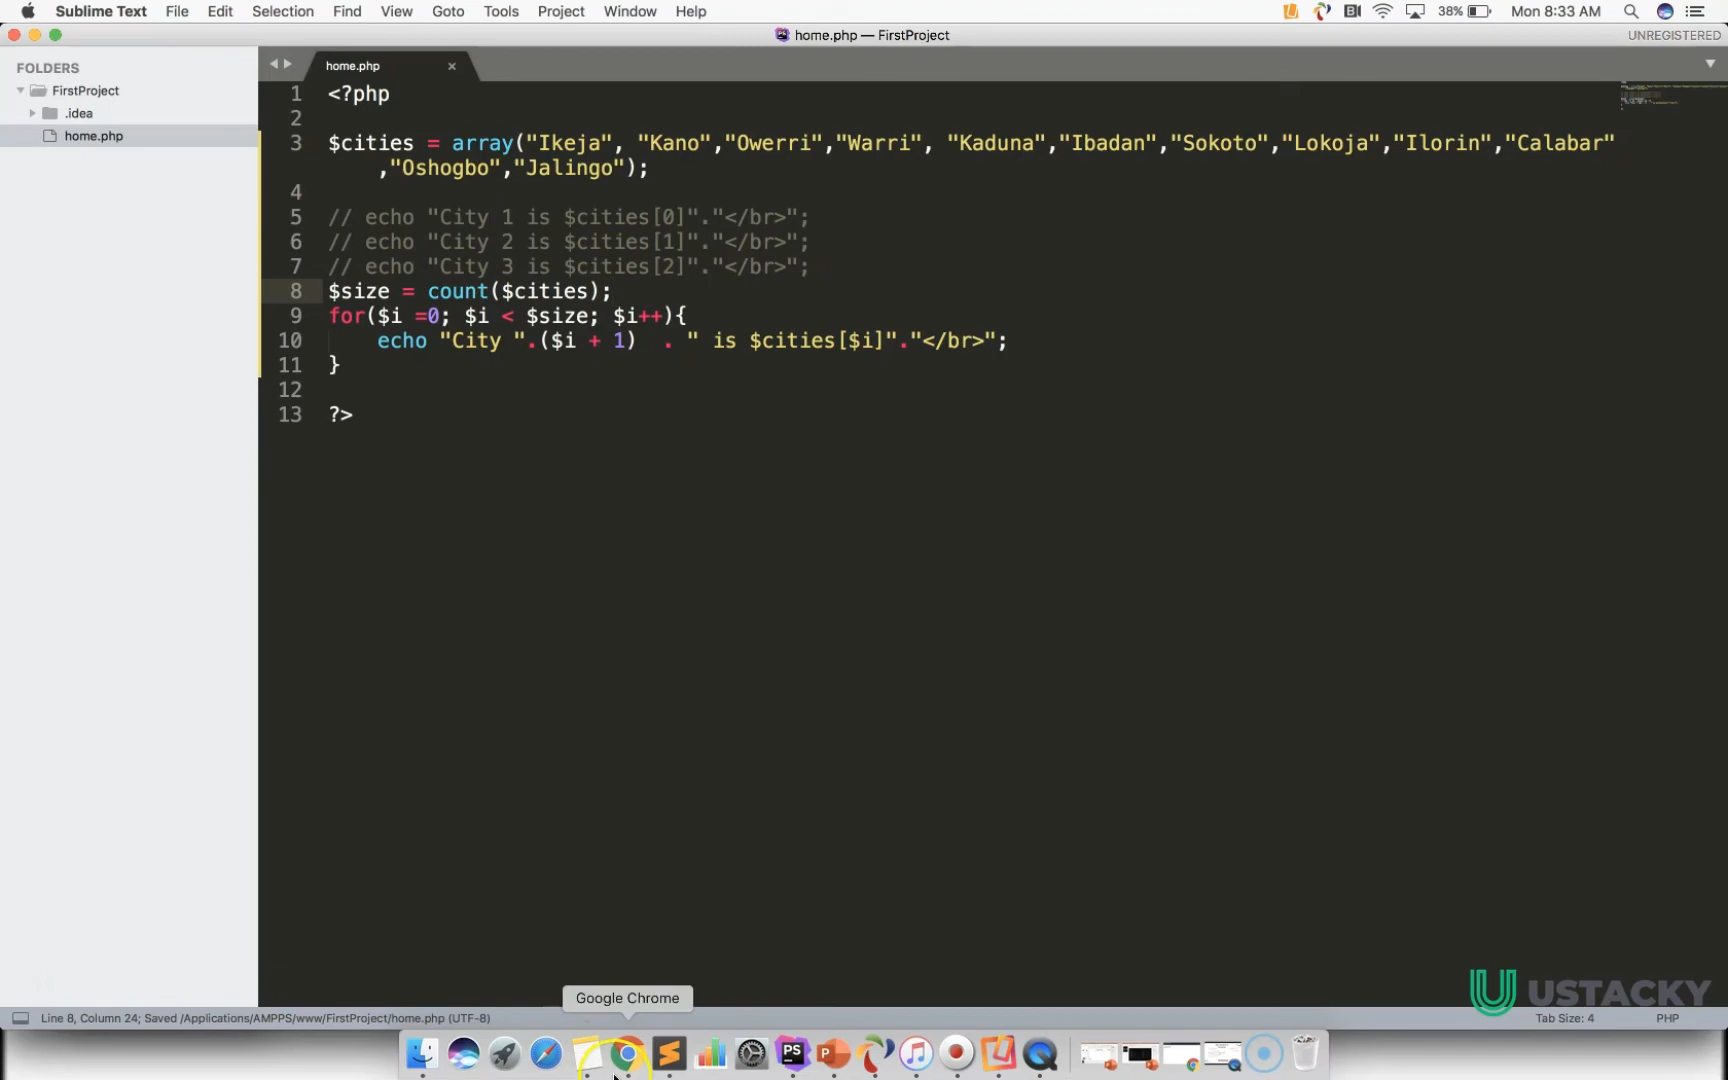 Sublime Text File Edit Selection Find View Goto Tools Project Window Help 38% Mon 8:33 AM
home.php — FirstProject UNREGISTERED
FOLDERS
FirstProject
.idea
home.php
home.php
1 <?php
2
3 $cities = array("Ikeja", "Kano","Owerri","Warri", "Kaduna","Ibadan","Sokoto","Lokoja","Ilorin","Calabar"
,"Oshogbo","Jalingo");
4
5 // echo "City 1 is $cities[0]"."</br>";
6 // echo "City 2 is $cities[1]"."</br>";
7 // echo "City 3 is $cities[2]"."</br>";
8 $size = count($cities);
9 for($i =0; $i < $size; $i++){
10 echo "City ".($i + 1)  . " is $cities[$i]"."</br>";
11 }
12
13 ?>
Google Chrome
USTACKY
Line 8, Column 24; Saved /Applications/AMPPS/www/FirstProject/home.php (UTF-8) Tab Size: 4 PHP
PS
P